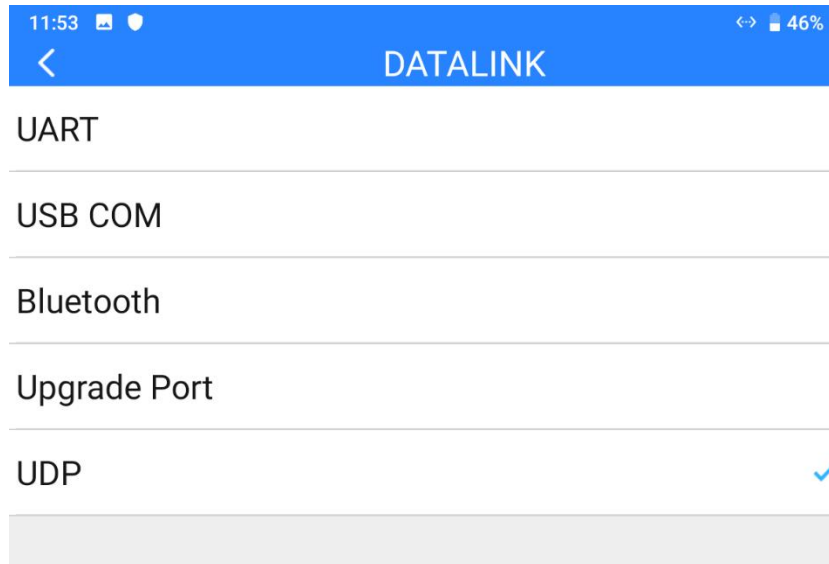 11:53
46%
DATALINK
UART
USB COM
Bluetooth
Upgrade Port
UDP